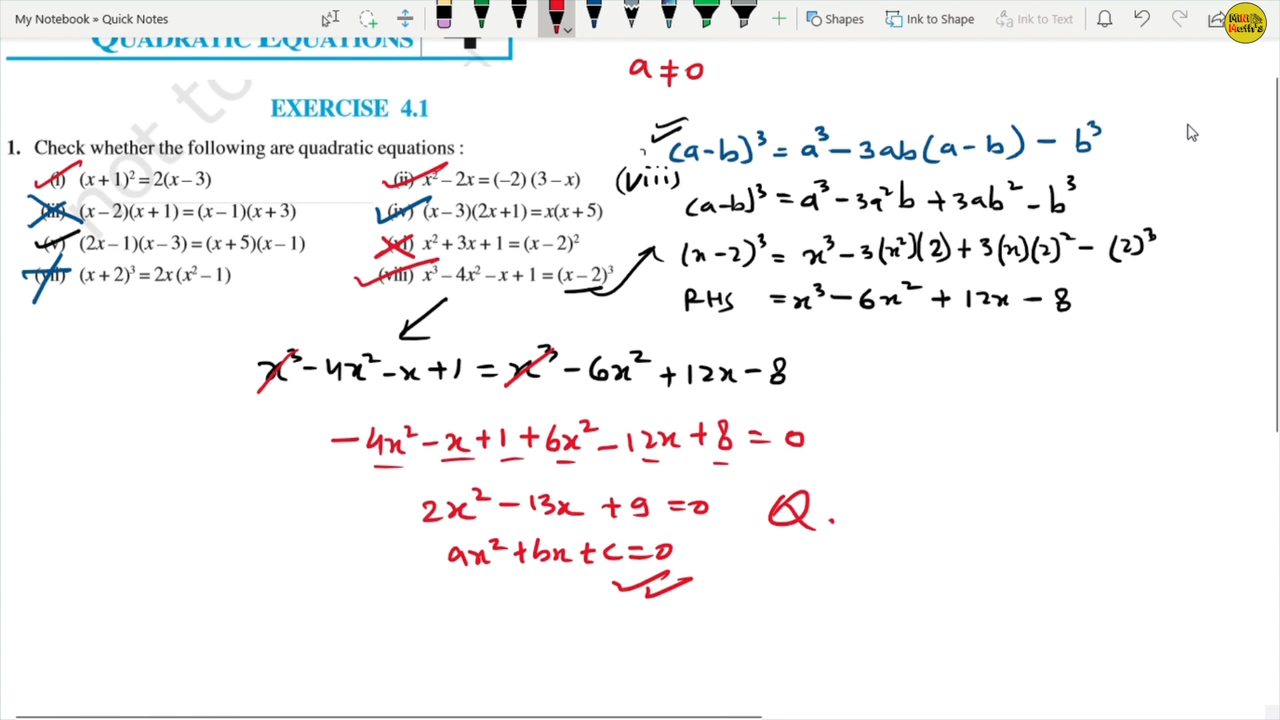 My Notebook » Quick Notes
Shapes
Ink to Shape
Ink to Text
QUADRATIC EQUATIONS
not to
EXERCISE 4.1
1. Check whether the following are quadratic equations :
(i) (x + 1)² = 2(x – 3)
(ii) x² – 2x = (–2) (3 – x)
(iii) (x – 2)(x + 1) = (x – 1)(x + 3)
(iv) (x – 3)(2x + 1) = x(x + 5)
(v) (2x – 1)(x – 3) = (x + 5)(x – 1)
(vi) x² + 3x + 1 = (x – 2)²
(vii) (x + 2)³ = 2x (x² – 1)
(viii) x³ – 4x² – x + 1 = (x – 2)³
a ≠ 0
(a-b)³ = a³ - 3ab(a-b) - b³
(viii)
(a-b)³ = a³ - 3a²b + 3ab² - b³
(x-2)³ = x³ - 3(x²)(2) + 3(x)(2)² - (2)³
RHS = x³ - 6x² + 12x - 8
x³ - 4x² - x + 1 = x³ - 6x² + 12x - 8
-4x² - x + 1 + 6x² - 12x + 8 = 0
2x² - 13x + 9 = 0 Q.
ax² + bx + c = 0